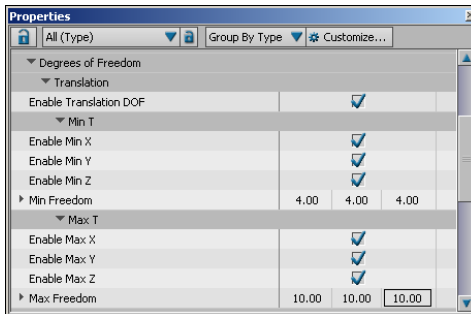 Properties
All (Type) Group By Type Customize...
Degrees of Freedom
Translation
Enable Translation DOF
Min T
Enable Min X
Enable Min Y
Enable Min Z
Min Freedom 4.00 4.00 4.00
Max T
Enable Max X
Enable Max Y
Enable Max Z
Max Freedom 10.00 10.00 10.00